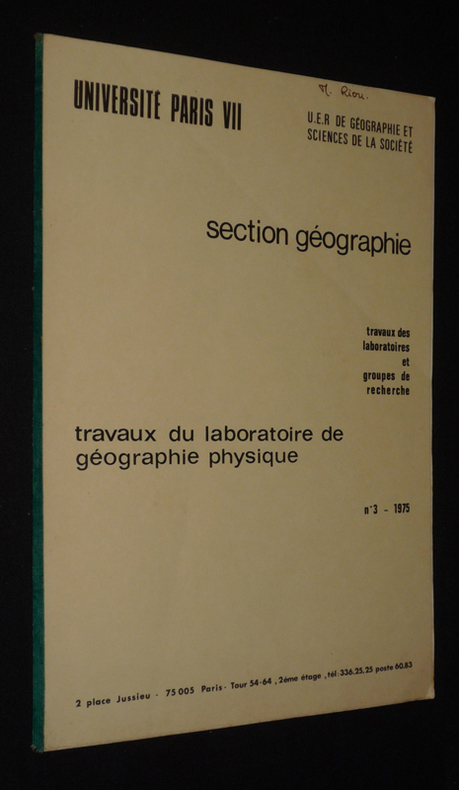 M. Riou.
UNIVERSITÉ PARIS VII
U.E.R DE GÉOGRAPHIE ET
SCIENCES DE LA SOCIÉTÉ
section géographie
travaux des
laboratoires
et
groupes de
recherche
travaux du laboratoire de
géographie physique
n°3 - 1975
2 place Jussieu - 75005 Paris - Tour 54-64, 2éme étage, tél: 336.25.25 poste 60.83